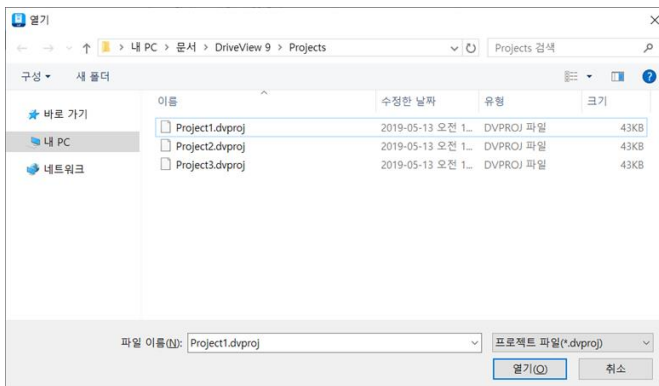 열기
내 PC > 문서 > DriveView 9 > Projects
Projects 검색
구성
새 폴더
이름 수정한 날짜 유형 크기
바로 가기
내 PC
네트워크
Project1.dvproj 2019-05-13 오전 1... DVPROJ 파일 43KB
Project2.dvproj 2019-05-13 오전 1... DVPROJ 파일 43KB
Project3.dvproj 2019-05-13 오전 1... DVPROJ 파일 43KB
파일 이름(N): Project1.dvproj 프로젝트 파일(*.dvproj)
열기(O) 취소